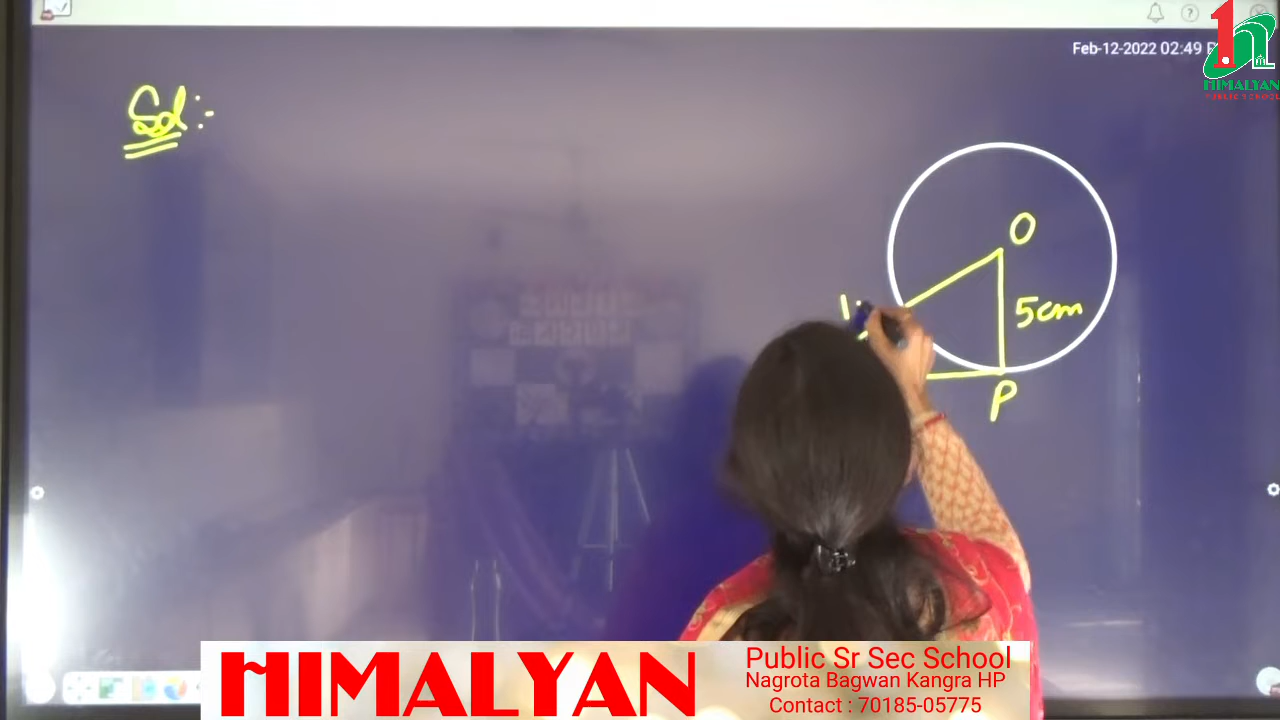 Feb-12-2022 02:49 P
1
HIMALYAN
PUBLIC SCHOOL
Sol:-
O
5cm
P
HIMALYAN
Public Sr Sec School
Nagrota Bagwan Kangra HP
Contact : 70185-05775